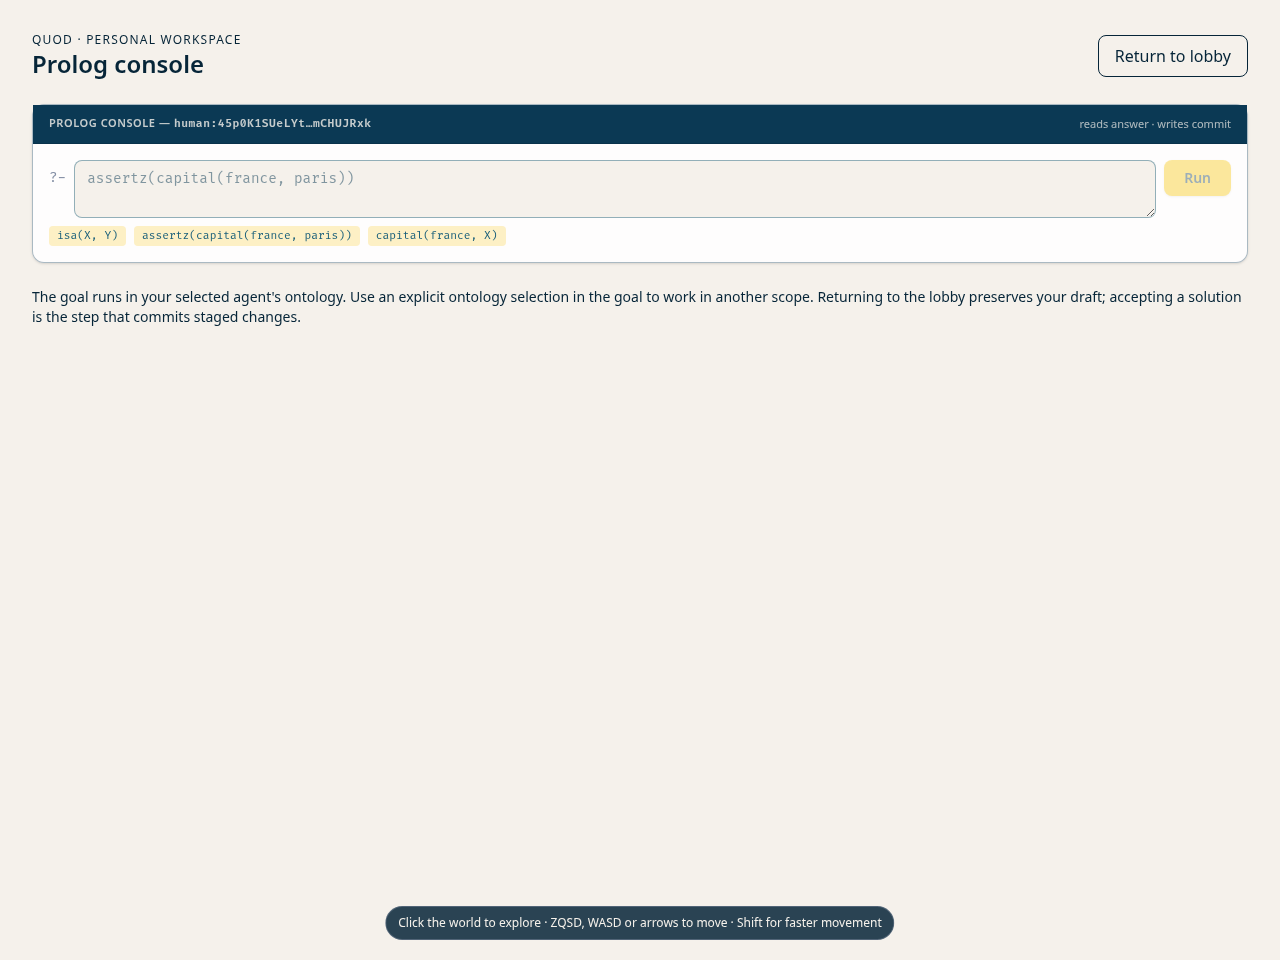 QUOD · PERSONAL WORKSPACE
Prolog console
Return to lobby
PROLOG CONSOLE — human:45p0K1SUeLYt…mCHUJRxk
reads answer · writes commit
?-
assertz(capital(france, paris))
Run
isa(X, Y)
assertz(capital(france, paris))
capital(france, X)
The goal runs in your selected agent's ontology. Use an explicit ontology selection in the goal to work in another scope. Returning to the lobby preserves your draft; accepting a solution
is the step that commits staged changes.
Click the world to explore · ZQSD, WASD or arrows to move · Shift for faster movement